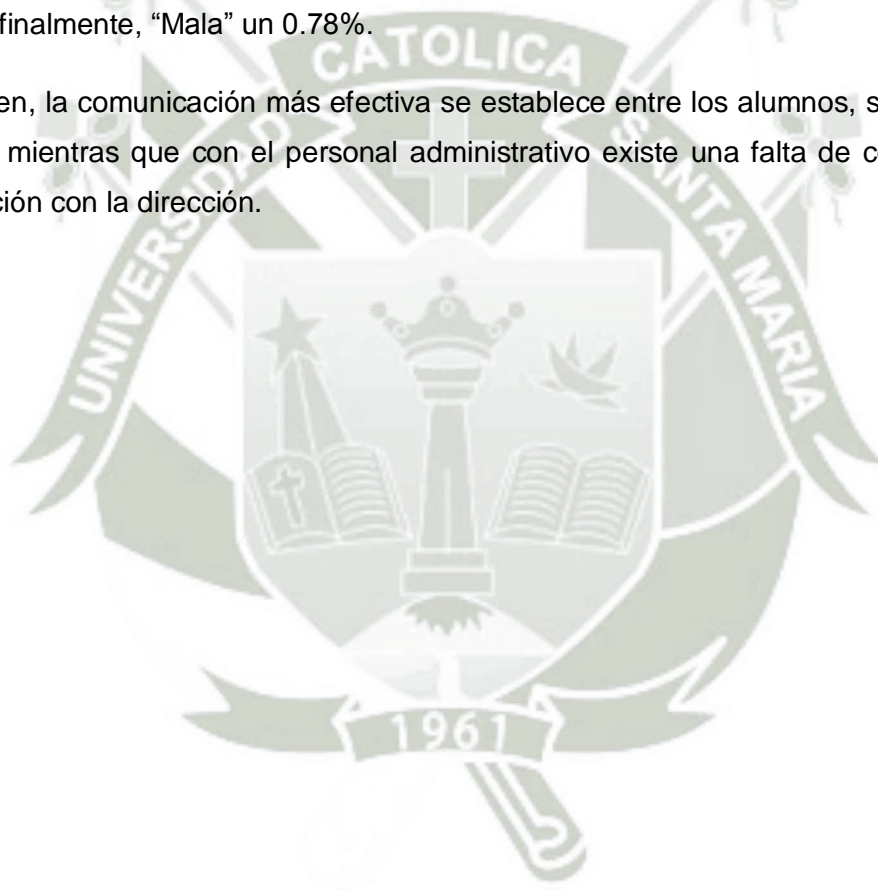 finalmente, “Mala” un 0.78%.
en, la comunicación más efectiva se establece entre los alumnos, s
mientras que con el personal administrativo existe una falta de c
ción con la dirección.
UNIVERSIDAD CATOLICA SANTA MARIA
1961